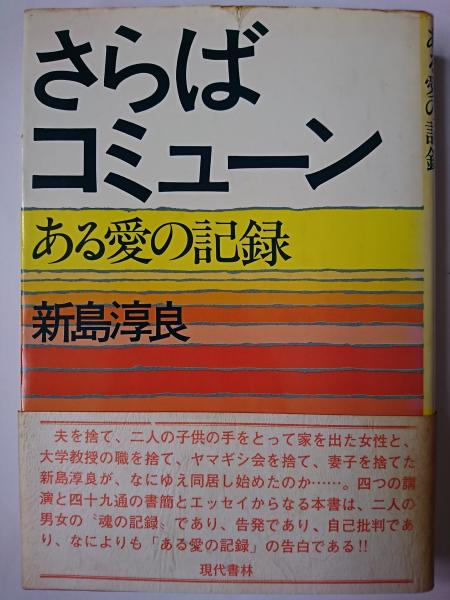 さらば
コミューン
ある愛の記録
新島淳良
ある愛の記録
夫を捨て、二人の子供の手をとって家を出た女性と、
大学教授の職を捨て、ヤマギシ会を捨て、妻子を捨てた
新島淳良が、なにゆえ同居し始めたのか……。四つの講
演と四十九通の書簡とエッセイからなる本書は、二人の
男女の〝魂の記録〟であり、告発であり、自己批判であ
り、なによりも「ある愛の記録」の告白である!!
現代書林